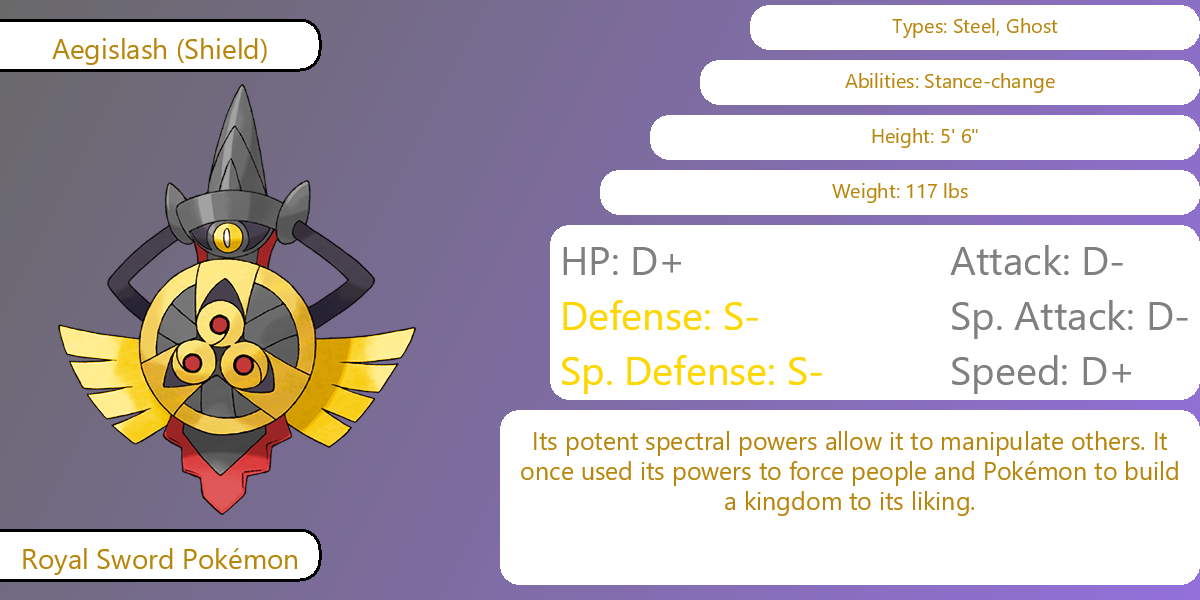 Aegislash (Shield)
Types: Steel, Ghost
Abilities: Stance-change
Height: 5' 6"
Weight: 117 lbs
HP: D+
Attack: D-
Defense: S-
Sp. Attack: D-
Sp. Defense: S-
Speed: D+
Its potent spectral powers allow it to manipulate others. It
once used its powers to force people and Pokémon to build
a kingdom to its liking.
Royal Sword Pokémon